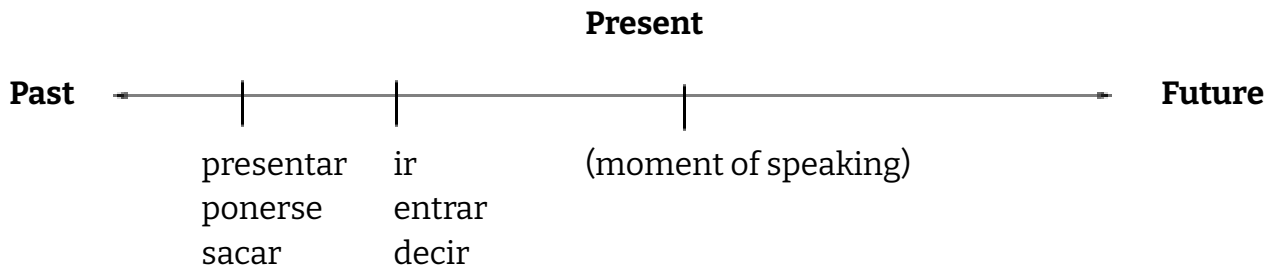 Present
Past Future
presentar ir (moment of speaking)
ponerse entrar
sacar decir